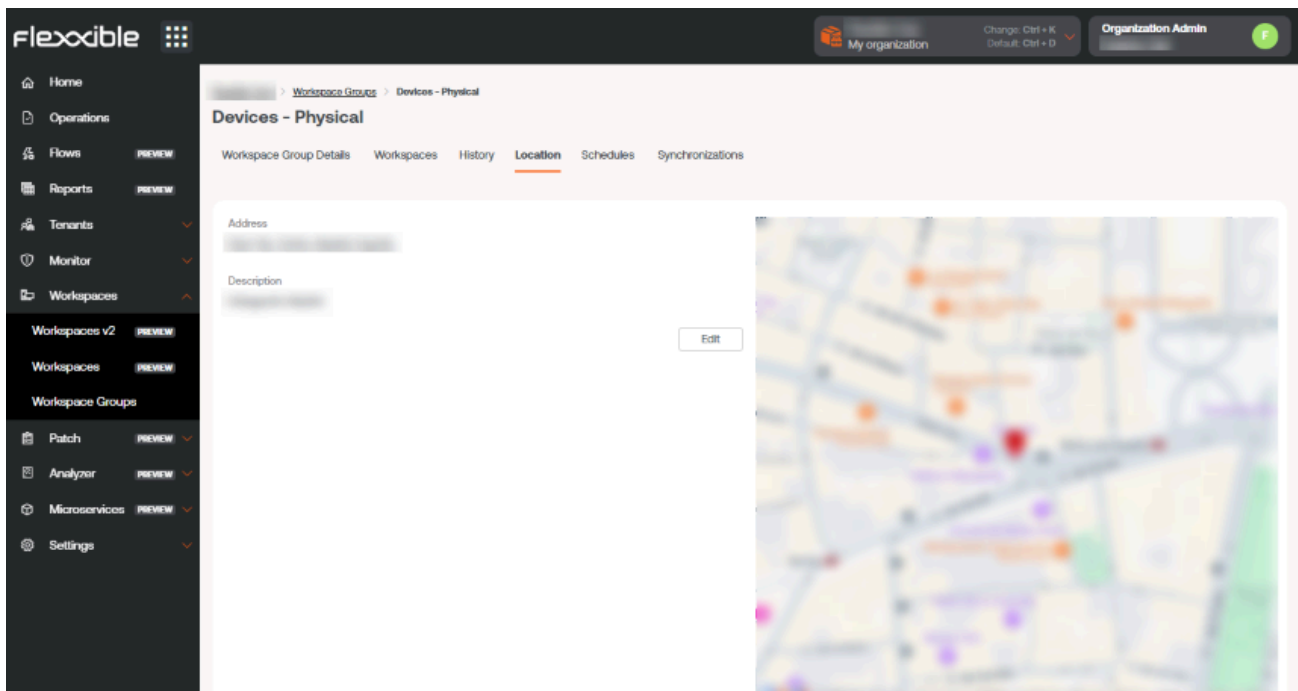 Flexxible
My organization
Change: Ctrl + K
Default: Ctrl + D
Organization Admin
F
Home
Operations
Flows PREVIEW
Reports PREVIEW
Tenants
Monitor
Workspaces
Workspaces v2 PREVIEW
Workspaces PREVIEW
Workspace Groups
Patch PREVIEW
Analyzer PREVIEW
Microservices PREVIEW
Settings
> Workspace Groups > Devices - Physical
Devices - Physical
Workspace Group Details Workspaces History Location Schedules Synchronizations
Address
Description
Edit